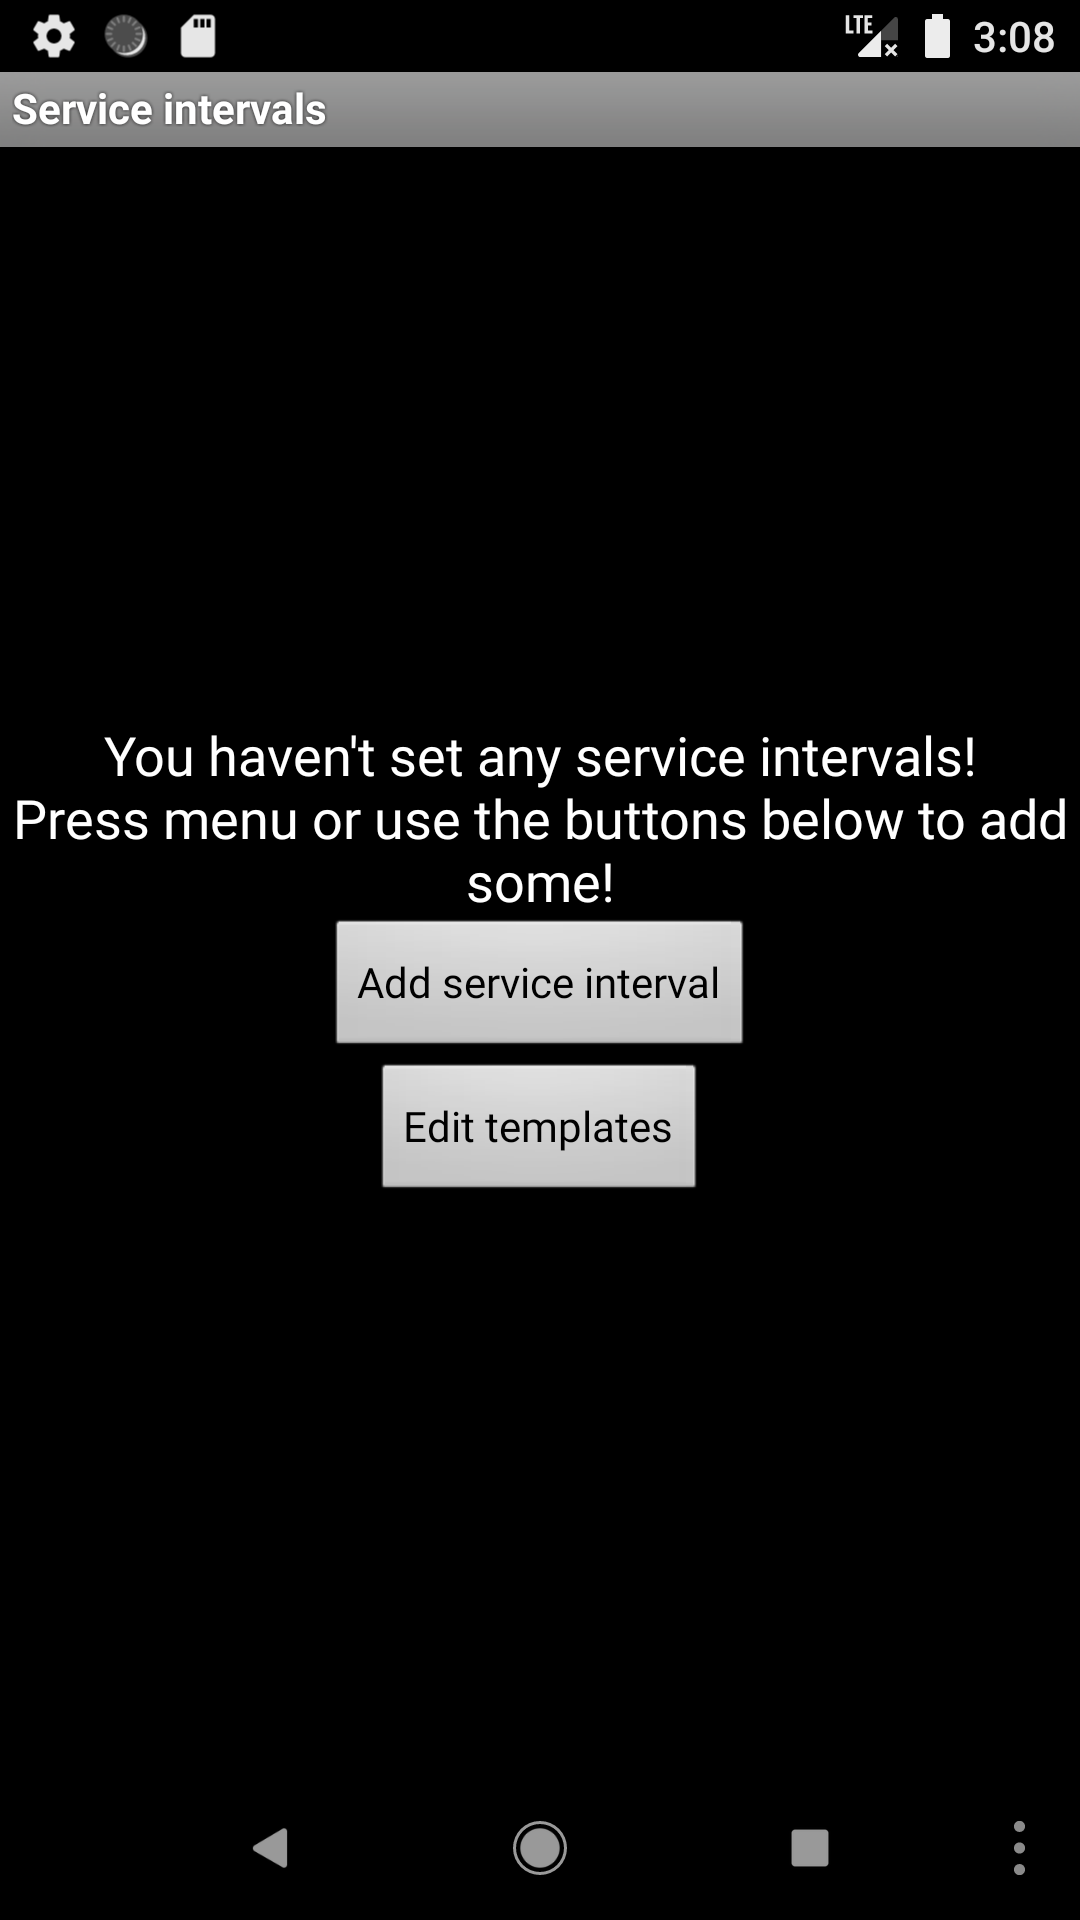 LTE 3:08
Service intervals
You haven't set any service intervals!
Press menu or use the buttons below to add
some!
Add service interval
Edit templates